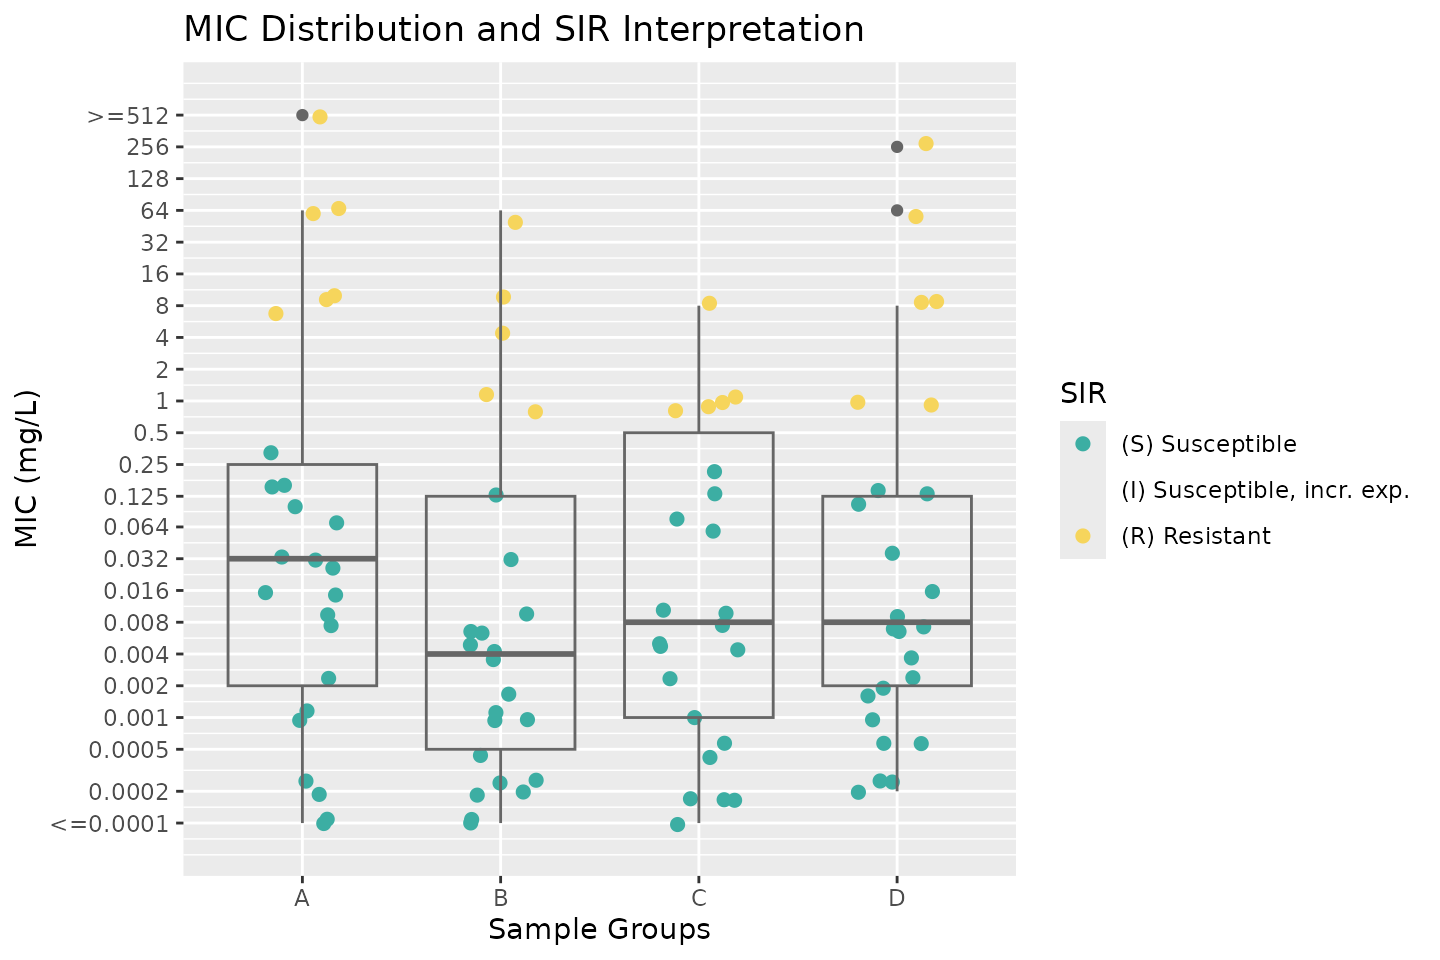 MIC Distribution and SIR Interpretation
MIC (mg/L)
>=512
256
128
64
32
16
8
4
2
1
0.5
0.25
0.125
0.064
0.032
0.016
0.008
0.004
0.002
0.001
0.0005
0.0002
<=0.0001
A B C D
Sample Groups
SIR
(S) Susceptible
(I) Susceptible, incr. exp.
(R) Resistant